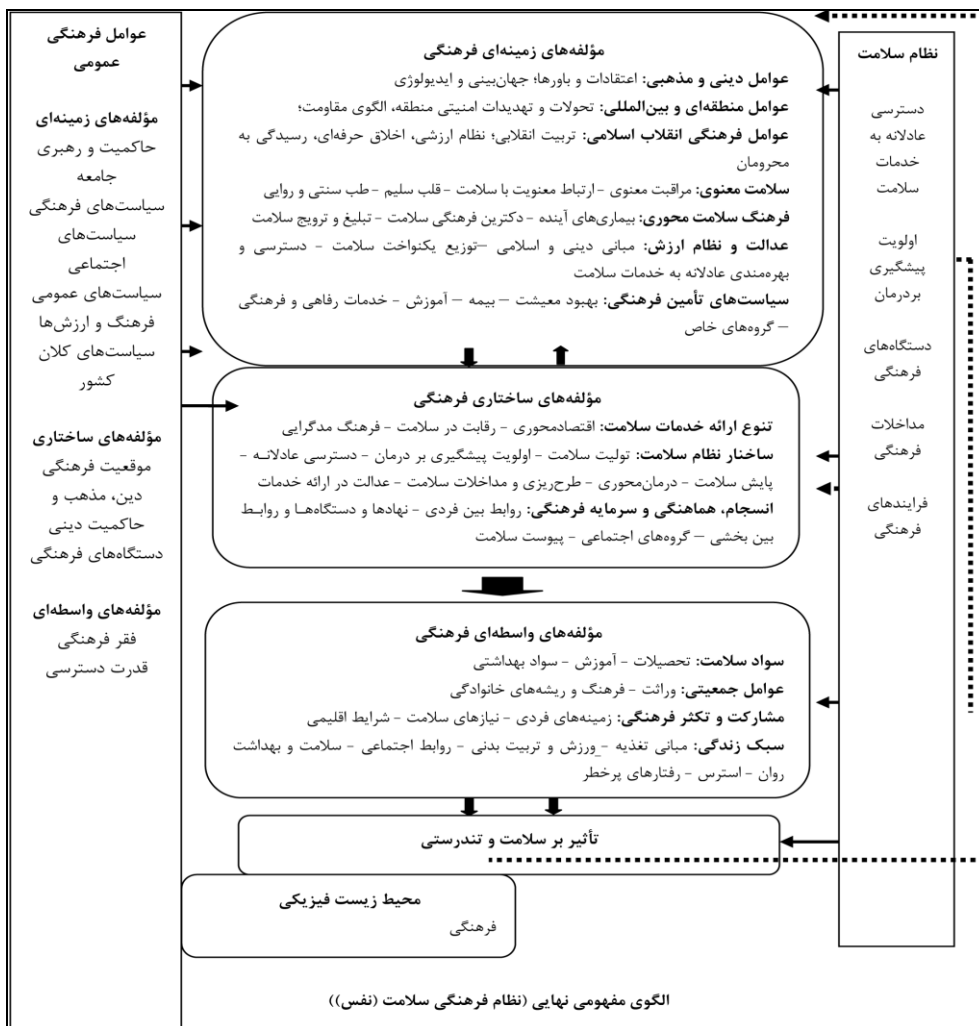 عوامل فرهنگی
عمومی
مؤلفه‌های زمینه‌ای
حاکمیت و رهبری
جامعه
سیاست‌های فرهنگی
سیاست‌های
اجتماعی
سیاست‌های عمومی
فرهنگ و ارزش‌ها
سیاست‌های کلان
کشور
مؤلفه‌های ساختاری
موقعیت فرهنگی
دین، مذهب و
حاکمیت دینی
دستگاه‌های فرهنگی
مؤلفه‌های واسطه‌ای
فقر فرهنگی
قدرت دسترسی
مؤلفه‌های زمینه‌ای فرهنگی
عوامل دینی و مذهبی: اعتقادات و باورها؛ جهان‌بینی و ایدیولوژی
عوامل منطقه‌ای و بین‌المللی: تحولات و تهدیدات امنیتی منطقه، الگوی مقاومت؛
عوامل فرهنگی انقلاب اسلامی: تربیت انقلابی؛ نظام ارزشی، اخلاق حرفه‌ای، رسیدگی به
محرومان
سلامت معنوی: مراقبت معنوی - ارتباط معنویت با سلامت - قلب سلیم - طب سنتی و روایی
فرهنگ سلامت محوری: بیماری‌های آینده - دکترین فرهنگی سلامت - تبلیغ و ترویج سلامت
عدالت و نظام ارزش: مبانی دینی و اسلامی –توزیع یکنواخت سلامت - دسترسی و
بهره‌مندی عادلانه به خدمات سلامت
سیاست‌های تأمین فرهنگی: بهبود معیشت – بیمه – آموزش - خدمات رفاهی و فرهنگی
– گروه‌های خاص
مؤلفه‌های ساختاری فرهنگی
تنوع ارائه خدمات سلامت: اقتصادمحوری - رقابت در سلامت - فرهنگ مدگرایی
ساختار نظام سلامت: تولیت سلامت - اولویت پیشگیری بر درمان - دسترسی عادلانه -
پایش سلامت - درمان‌محوری - طرح‌ریزی و مداخلات سلامت - عدالت در ارائه خدمات
انسجام، هماهنگی و سرمایه فرهنگی: روابط بین فردی - نهادها و دستگاه‌ها و روابط
بین بخشی – گروه‌های اجتماعی - پیوست سلامت
مؤلفه‌های واسطه‌ای فرهنگی
سواد سلامت: تحصیلات - آموزش - سواد بهداشتی
عوامل جمعیتی: وراثت - فرهنگ و ریشه‌های خانوادگی
مشارکت و تکثر فرهنگی: زمینه‌های فردی - نیازهای سلامت - شرایط اقلیمی
سبک زندگی: مبانی تغذیه -ورزش و تربیت بدنی - روابط اجتماعی - سلامت و بهداشت
روان - استرس - رفتارهای پرخطر
تأثیر بر سلامت و تندرستی
محیط زیست فیزیکی
فرهنگی
نظام سلامت
دسترسی
عادلانه به
خدمات
سلامت
اولویت
پیشگیری
بردرمان
دستگاه‌های
فرهنگی
مداخلات
فرهنگی
فرایندهای
فرهنگی
الگوی مفهومی نهایی (نظام فرهنگی سلامت (نفس))